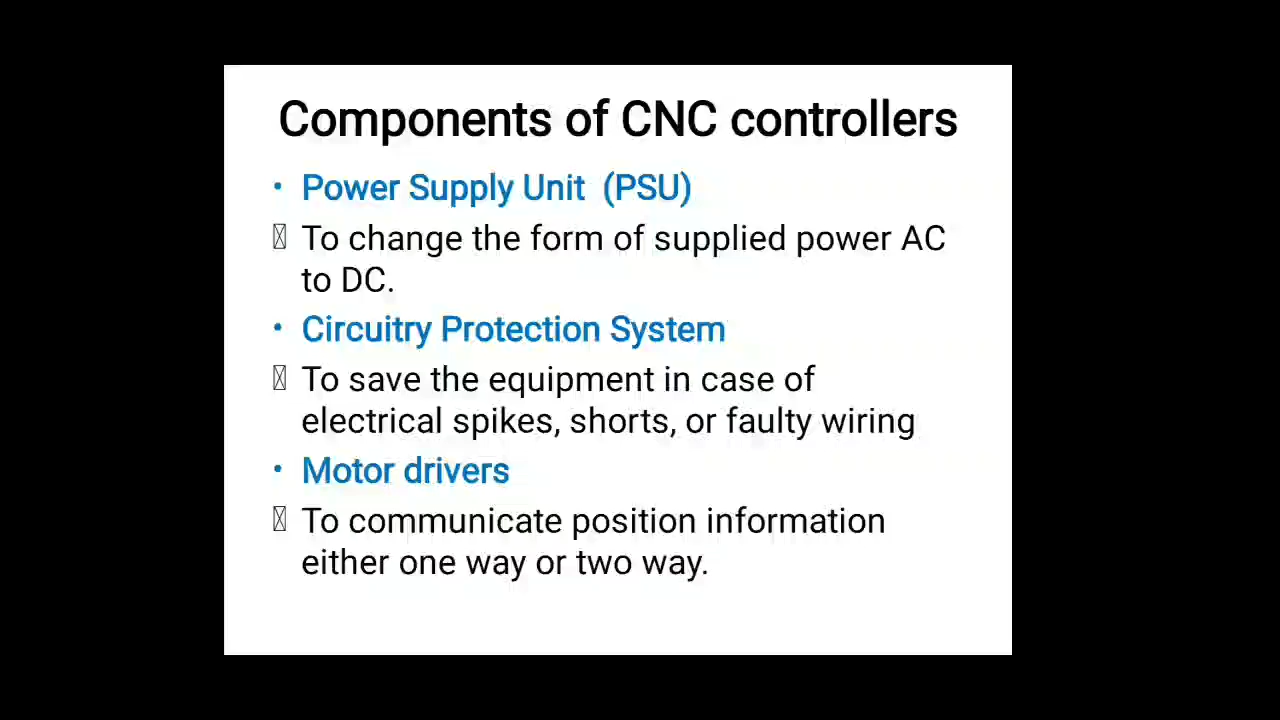 Components of CNC controllers
• Power Supply Unit (PSU)
To change the form of supplied power AC
to DC.
• Circuitry Protection System
To save the equipment in case of
electrical spikes, shorts, or faulty wiring
• Motor drivers
To communicate position information
either one way or two way.